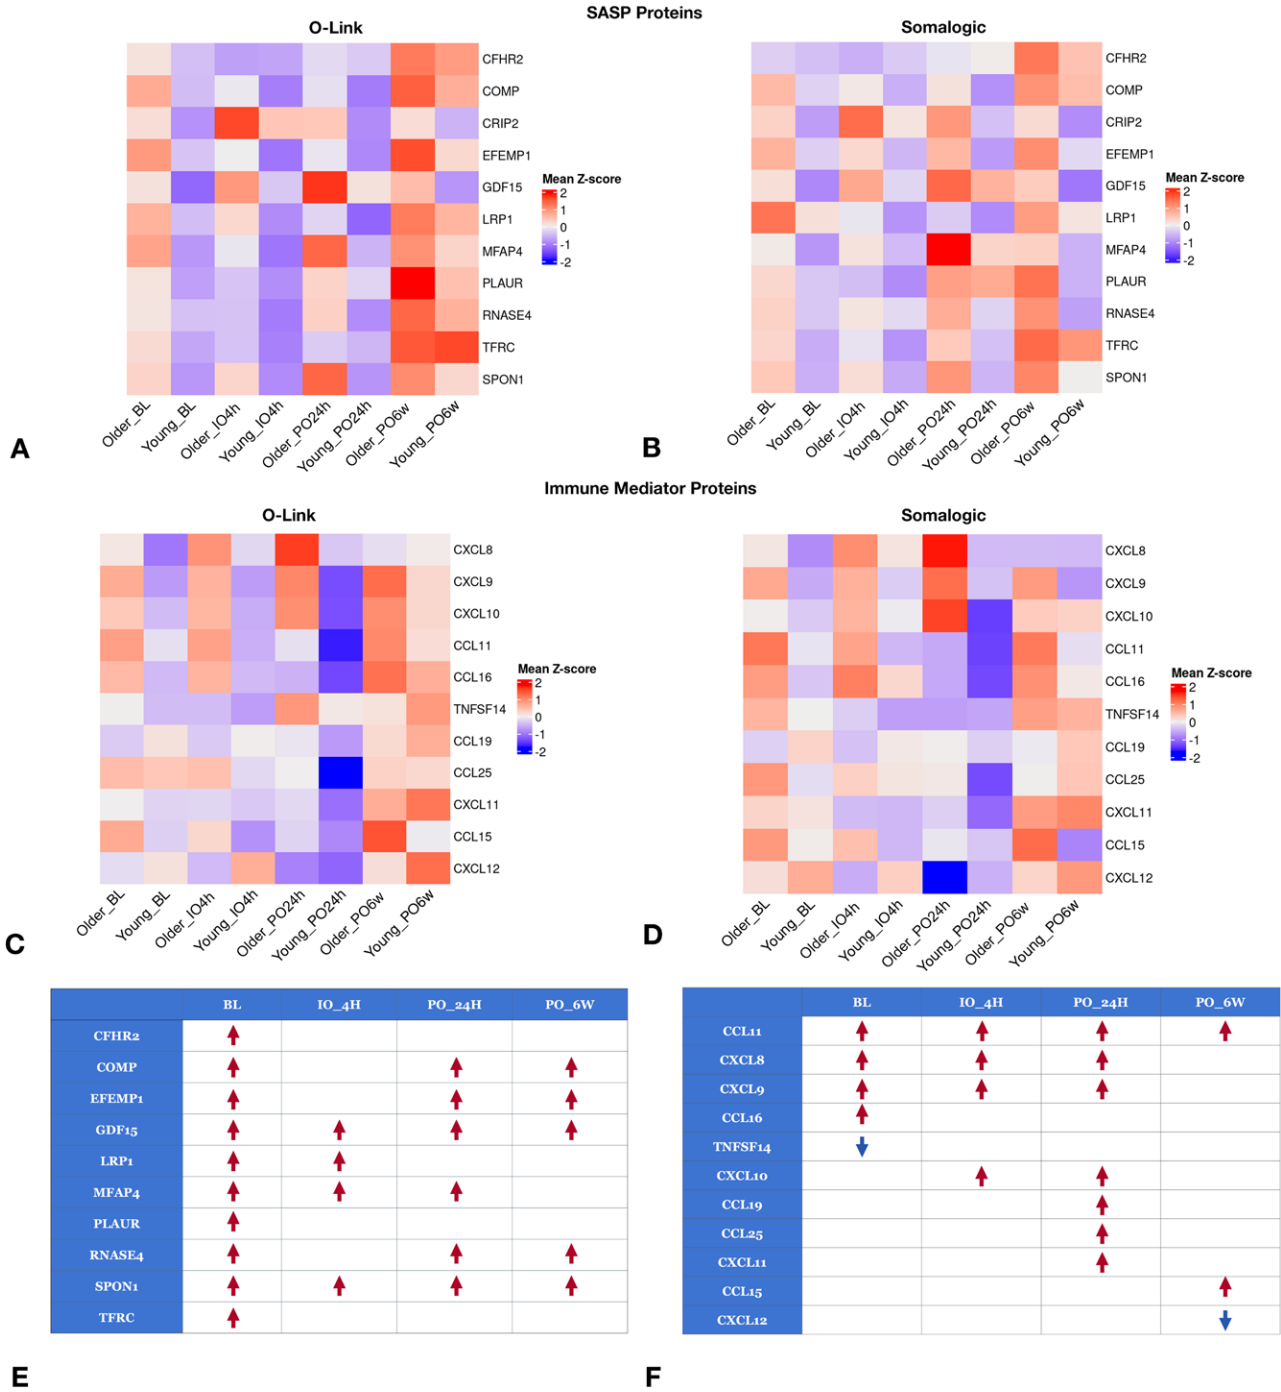 SASP Proteins
O-Link
Somalogic
CFHR2
COMP
CRIP2
EFEMP1
GDF15
LRP1
MFAP4
PLAUR
RNASE4
TFRC
SPON1
Mean Z-score
2
1
0
-1
-2
Older_BL
Young_BL
Older_IO4h
Young_IO4h
Older_PO24h
Young_PO24h
Older_PO6w
Young_PO6w
A
CFHR2
COMP
CRIP2
EFEMP1
GDF15
LRP1
MFAP4
PLAUR
RNASE4
TFRC
SPON1
Mean Z-score
2
1
0
-1
-2
Older_BL
Young_BL
Older_IO4h
Young_IO4h
Older_PO24h
Young_PO24h
Older_PO6w
Young_PO6w
B
Immune Mediator Proteins
O-Link
Somalogic
CXCL8
CXCL9
CXCL10
CCL11
CCL16
TNFSF14
CCL19
CCL25
CXCL11
CCL15
CXCL12
Mean Z-score
2
1
0
-1
-2
Older_BL
Young_BL
Older_IO4h
Young_IO4h
Older_PO24h
Young_PO24h
Older_PO6w
Young_PO6w
C
CXCL8
CXCL9
CXCL10
CCL11
CCL16
TNFSF14
CCL19
CCL25
CXCL11
CCL15
CXCL12
Mean Z-score
2
1
0
-1
-2
Older_BL
Young_BL
Older_IO4h
Young_IO4h
Older_PO24h
Young_PO24h
Older_PO6w
Young_PO6w
D
BL IO_4H PO_24H PO_6W
CFHR2
COMP
EFEMP1
GDF15
LRP1
MFAP4
PLAUR
RNASE4
SPON1
TFRC
E
BL IO_4H PO_24H PO_6W
CCL11
CXCL8
CXCL9
CCL16
TNFSF14
CXCL10
CCL19
CCL25
CXCL11
CCL15
CXCL12
F